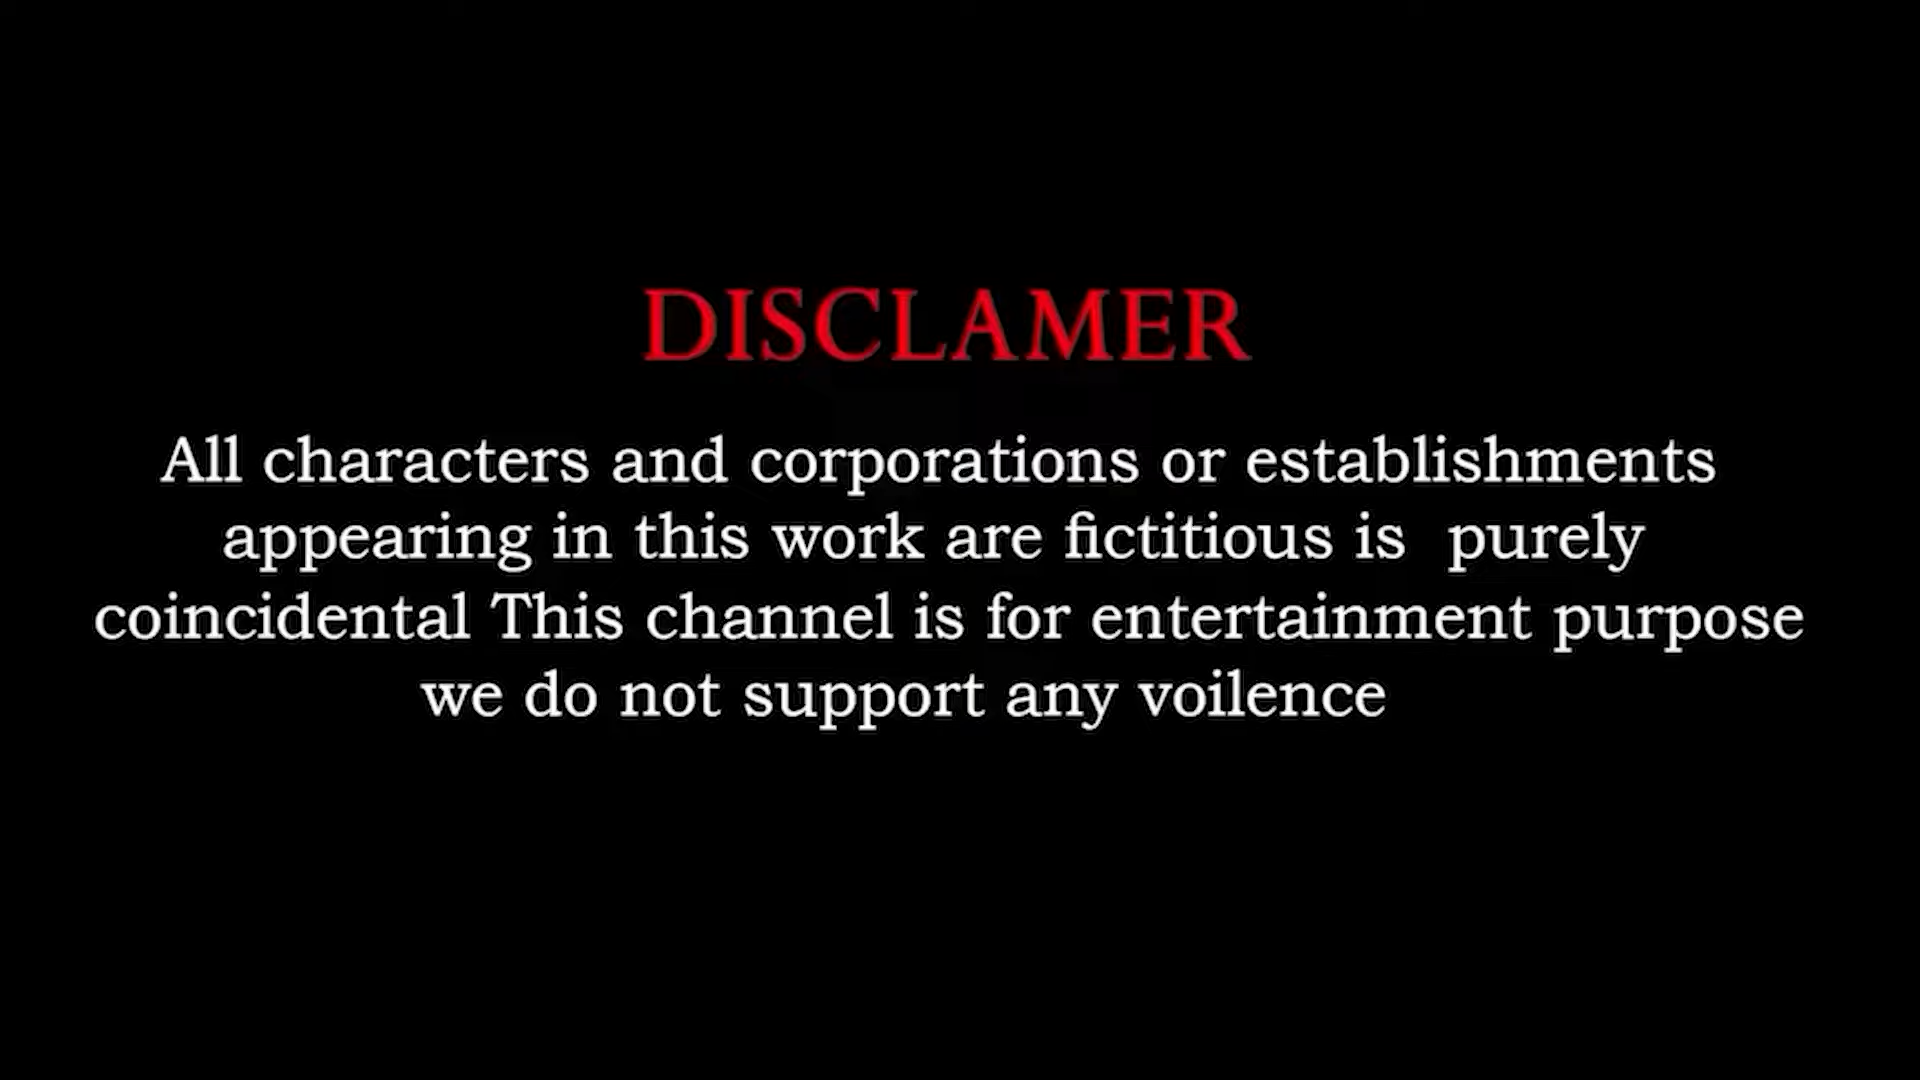 DISCLAMER
All characters and corporations or establishments
appearing in this work are fictitious is  purely
coincidental This channel is for entertainment purpose
we do not support any voilence